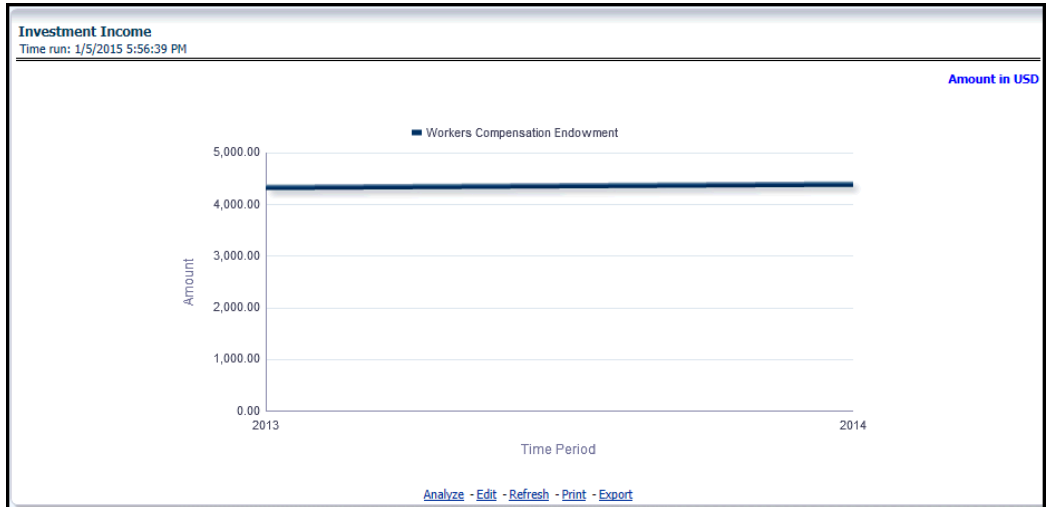 Investment Income
Time run: 1/5/2015 5:56:39 PM
Amount in USD
Workers Compensation Endowment
5,000.00
4,000.00
3,000.00
2,000.00
1,000.00
0.00
Amount
2013 2014
Time Period
Analyze - Edit - Refresh - Print - Export